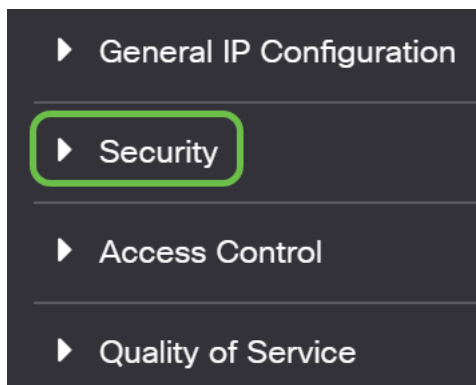 General IP Configuration
Security
Access Control
Quality of Service